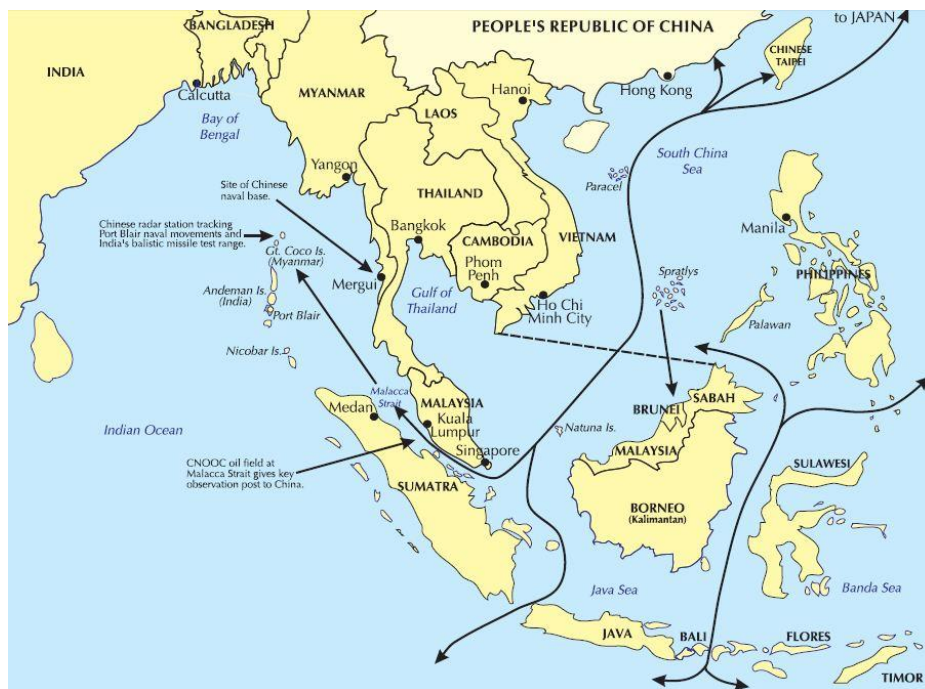 to JAPAN
BANGLADESH
PEOPLE'S REPUBLIC OF CHINA
CHINESE
TAIPEI
INDIA
Calcutta
MYANMAR
Hanoi
Hong Kong
LAOS
Bay of
Bengal
South China
Sea
Yangon
Site of Chinese
naval base.
THAILAND
Paracel
Chinese radar station tracking
Port Blair naval movements and
India's balistic missile test range.
Bangkok
CAMBODIA
VIETNAM
Manila
Gt. Coco Is.
(Myanmar)
Phom
Penh
Spratlys
PHILIPPINES
Mergui
Andeman Is.
(India)
Gulf of
Thailand
Ho Chi
Minh City
Port Blair
Palawan
Nicobar Is.
Malacca
Strait
MALAYSIA
SABAH
Medan
Kuala
Lumpur
BRUNEI
Indian Ocean
Natuna Is.
MALAYSIA
Singapore
CNOOC oil field at
Malacca Strait gives key
observation post to China.
SULAWESI
SUMATRA
BORNEO
(Kalimantan)
Java Sea
Banda Sea
JAVA
BALI
FLORES
TIMOR